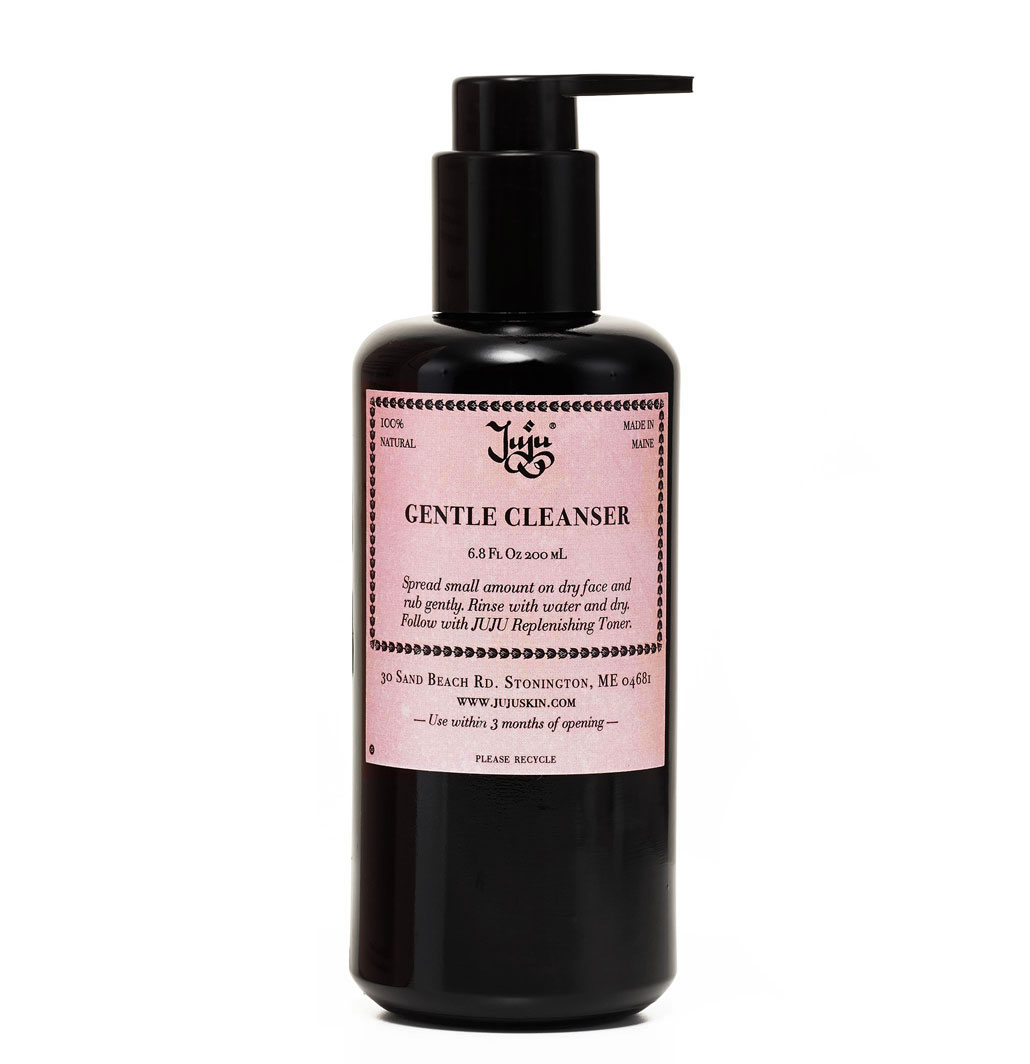 100%
NATURAL
Juju®
MADE IN
MAINE
GENTLE CLEANSER
6.8 FL OZ 200 ML
Spread small amount on dry face and
rub gently. Rinse with water and dry.
Follow with JUJU Replenishing Toner.
30 SAND BEACH RD. STONINGTON, ME 04681
WWW.JUJUSKIN.COM
— Use within 3 months of opening —
PLEASE RECYCLE